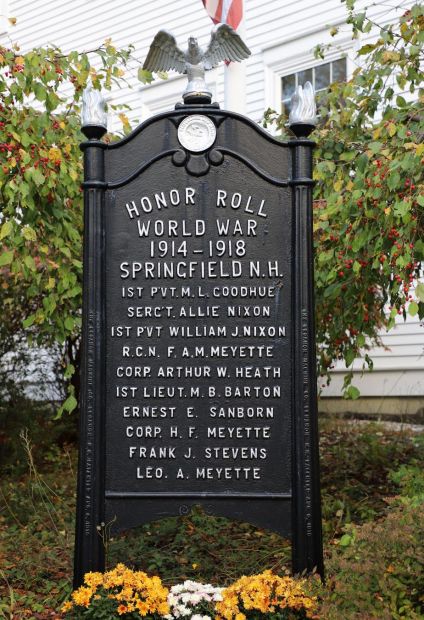 HONOR ROLL
WORLD WAR
1914-1918
SPRINGFIELD N.H.
1ST PVT. M. L. GOODHUE
SERG'T. ALLIE NIXON
1ST PVT WILLIAM J. NIXON
R.C.N. F. A. M. MEYETTE
CORP. ARTHUR W. HEATH
1ST LIEUT. M. B. BARTON
ERNEST E. SANBORN
CORP. H. F. MEYETTE
FRANK J. STEVENS
LEO. A. MEYETTE